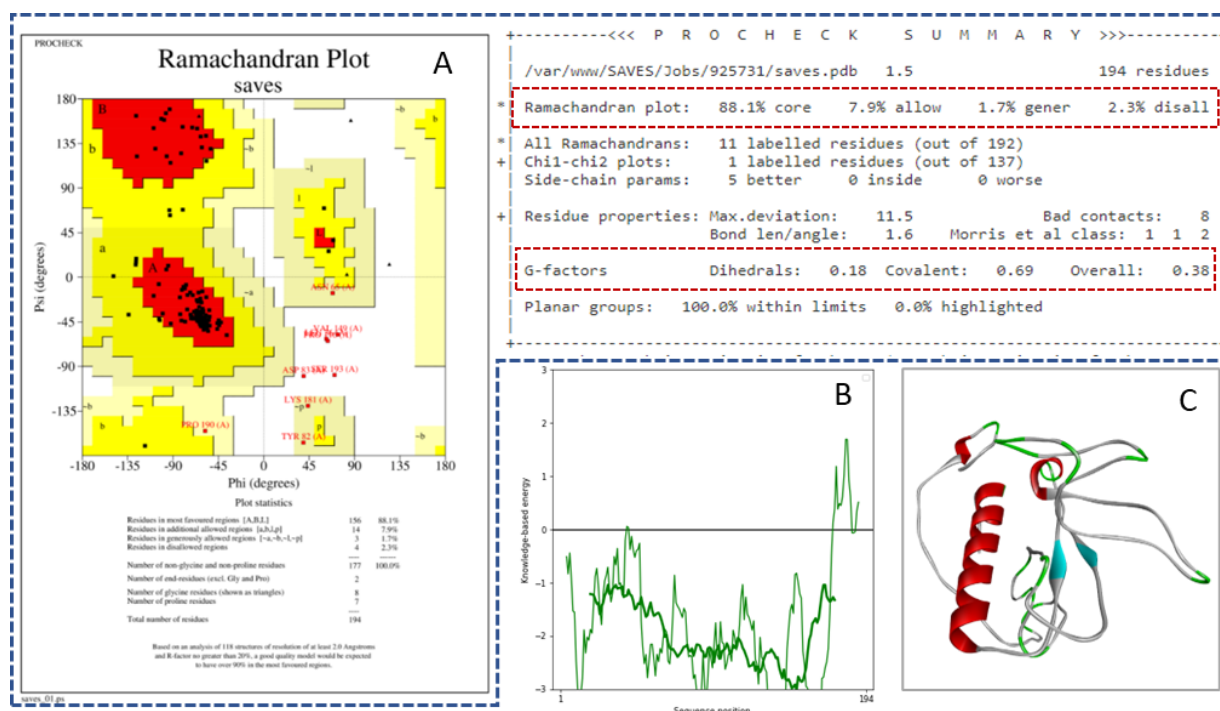 PROCHECK
Ramachandran Plot
saves
A
B
b
b
~b
~b
~l
l
L
a
A
~a
~b
b
~p
p
~b
ASN 65 (A)
VAL 149 (A)
ASP 83 (A)
SER 193 (A)
LYS 181 (A)
PRO 190 (A)
TYR 82 (A)
180
135
90
45
0
-45
-90
-135
Psi (degrees)
-180 -135 -90 -45 0 45 90 135 180
Phi (degrees)
Plot statistics
Residues in most favoured regions [A,B,L] 156 88.1%
Residues in additional allowed regions [a,b,l,p] 14 7.9%
Residues in generously allowed regions [~a,~b,~l,~p] 3 1.7%
Residues in disallowed regions 4 2.3%
---- ------
Number of non-glycine and non-proline residues 177 100.0%
Number of end-residues (excl. Gly and Pro) 2
Number of glycine residues (shown as triangles) 8
Number of proline residues 7
----
Total number of residues 194
Based on an analysis of 118 structures of resolution of at least 2.0 Angstroms
and R-factor no greater than 20%, a good quality model would be expected
to have over 90% in the most favoured regions.
saves_01.ps
+----------<<< P R O C H E C K   S U M M A R Y >>>----------
/var/www/SAVES/Jobs/925731/saves.pdb 1.5 194 residues
* Ramachandran plot: 88.1% core 7.9% allow 1.7% gener 2.3% disall
* All Ramachandrans: 11 labelled residues (out of 192)
+ Chi1-chi2 plots: 1 labelled residues (out of 137)
Side-chain params: 5 better 0 inside 0 worse
+ Residue properties: Max.deviation: 11.5 Bad contacts: 8
Bond len/angle: 1.6 Morris et al class: 1 1 2
G-factors Dihedrals: 0.18 Covalent: 0.69 Overall: 0.38
Planar groups: 100.0% within limits 0.0% highlighted
B
3
2
1
0
-1
-2
-3
Knowledge-based energy
1 194
Sequence position
C